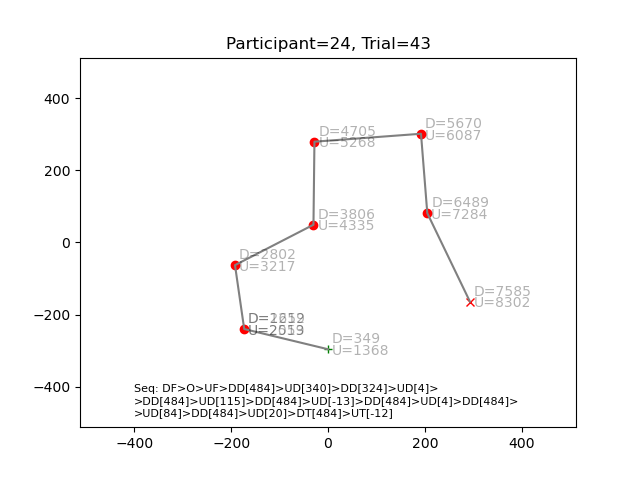 Participant=24, Trial=43
400
200
0
−200
−400
D=4705
U=5268
D=5670
U=6087
D=6489
U=7284
D=3806
U=4335
D=2802
U=3217
D=7585
U=8302
D=349
U=1368
Seq: DF>O>UF>DD[484]>UD[340]>DD[324]>UD[4]>
>DD[484]>UD[115]>DD[484]>UD[-13]>DD[484]>UD[4]>DD[484]>
>UD[84]>DD[484]>UD[20]>DT[484]>UT[-12]
−400
−200
0
200
400